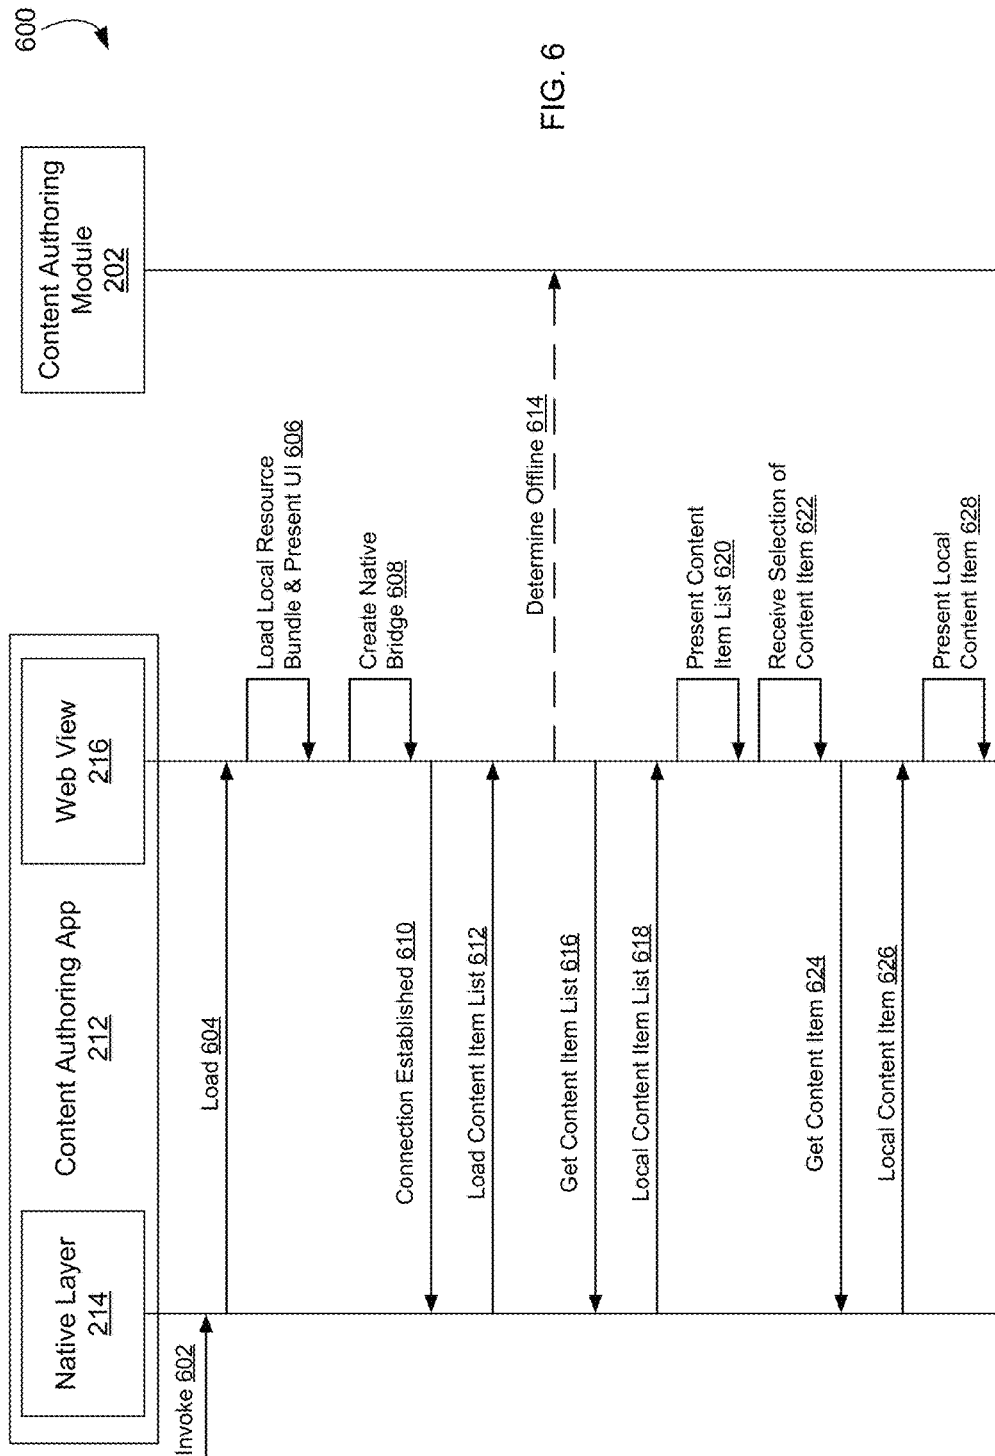 600
Content Authoring App
212
Native Layer
214
Web View
216
Content Authoring
Module
202
Invoke 602
Load 604
Load Local Resource
Bundle & Present UI 606
Create Native
Bridge 608
Connection Established 610
Load Content Item List 612
Determine Offline 614
Get Content Item List 616
Local Content Item List 618
Present Content
Item List 620
Receive Selection of
Content Item 622
Get Content Item 624
Local Content Item 626
Present Local
Content Item 628
FIG. 6